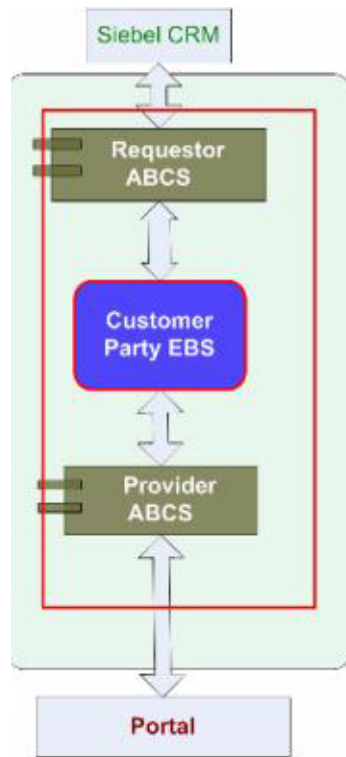 Siebel CRM
Requestor
ABCS
Customer
Party EBS
Provider
ABCS
Portal